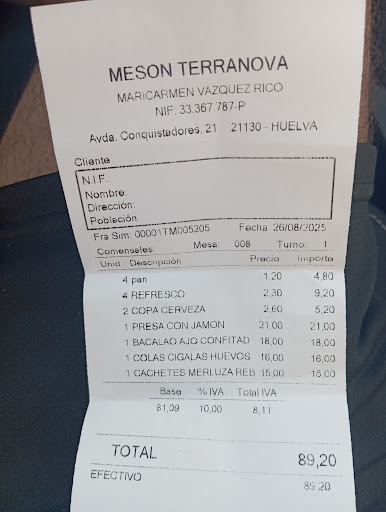 MESON TERRANOVA
MARICARMEN VAZQUEZ RICO
NIF: 33.367.787-P
Avda. Conquistadores, 21 21130 - HUELVA
Cliente
N.I.F.:
Nombre:
Dirección:
Población
Fra Sim: 00001TM005205 Fecha 26/08/2025
Comensales: Mesa: 008 Turno: 1
Unid Descripción Precio Importe
4 pan 1,20 4,80
4 REFRESCO 2,30 9,20
2 COPA CERVEZA 2,60 5,20
1 PRESA CON JAMON 21,00 21,00
1 BACALAO AJO CONFITAD 18,00 18,00
1 COLAS CIGALAS HUEVOS 16,00 16,00
1 CACHETES MERLUZA REB 15,00 15,00
Base % IVA Total IVA
81,09 10,00 8,11
TOTAL 89,20
EFECTIVO 89,20